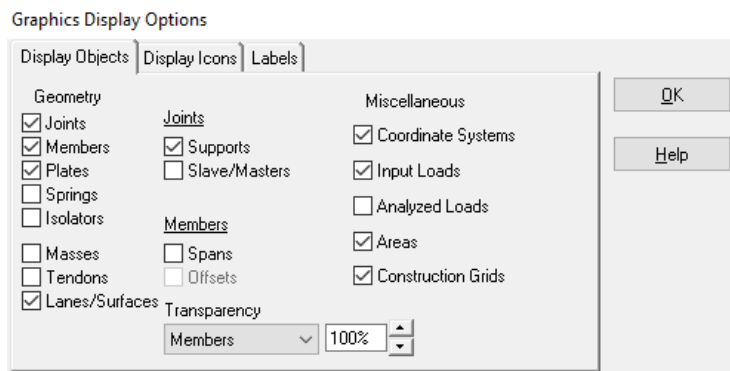 Graphics Display Options
Display Objects Display Icons Labels
Geometry
Joints
Members
Plates
Springs
Isolators
Masses
Tendons
Lanes/Surfaces
Joints
Supports
Slave/Masters
Members
Spans
Offsets
Transparency
Members 100%
Miscellaneous
Coordinate Systems
Input Loads
Analyzed Loads
Areas
Construction Grids
OK
Help